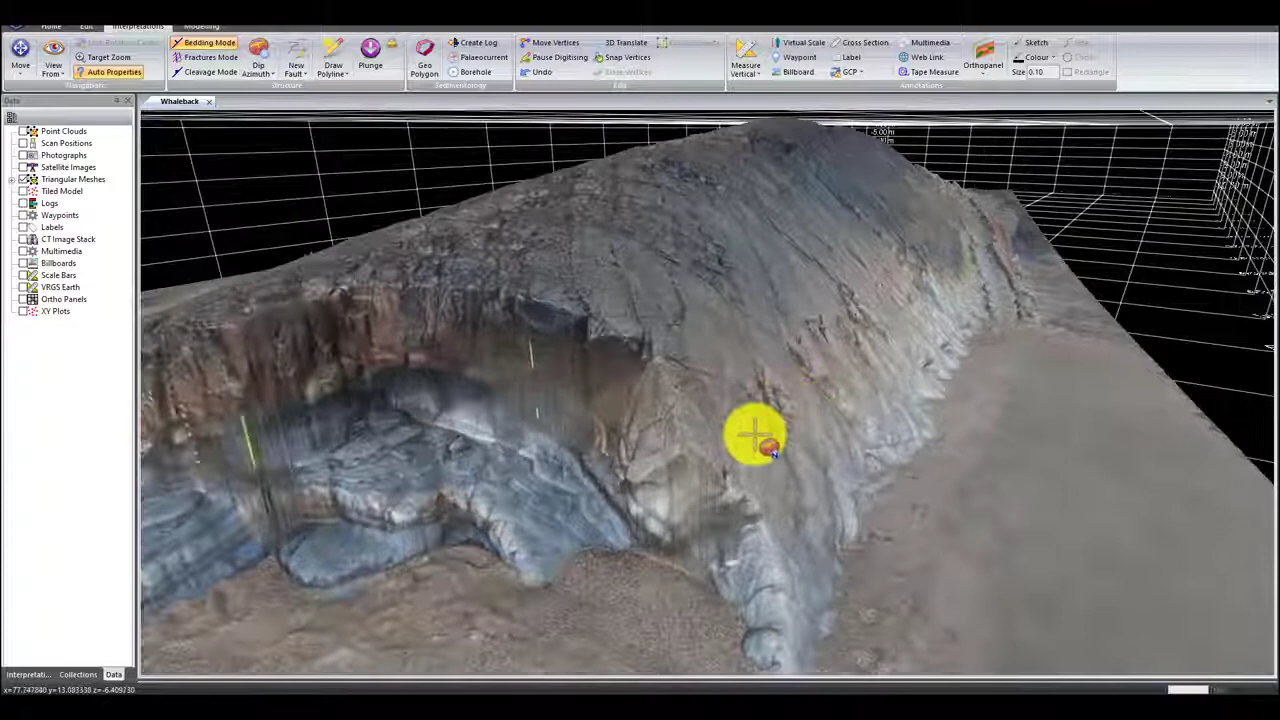 Home Edit Interpretations Modelling
Move
View
From
Target Zoom
Auto Properties
Navigation
Bedding Mode
Fractures Mode
Cleavage Mode
Dip
Azimuth
New
Fault
Draw
Polyline
Plunge
Structure
Geo
Polygon
Create Log
Palaeocurrent
Borehole
Sedimentology
Move Vertices 3D Translate
Pause Digitising Snap Vertices
Undo
Edit
Measure
Vertical
Virtual Scale Cross Section Multimedia
Waypoint Label Web Link
Billboard GCP Tape Measure
Orthopanel
Sketch
Colour
Size 0.10 Rectangle
Annotations
Data
Whaleback
Point Clouds
Scan Positions
Photographs
Satellite Images
Triangular Meshes
Tiled Model
Logs
Waypoints
Labels
CT Image Stack
Multimedia
Billboards
Scale Bars
VRGS Earth
Ortho Panels
XY Plots
-5.00m
Interpretati... Collections Data
x=77.747840 y=13.083338 z=-6.409730